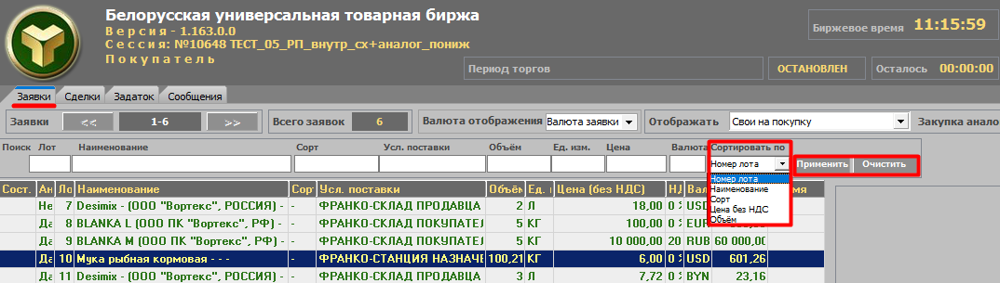 Белорусская универсальная товарная биржа
Версия - 1.163.0.0
Сессия: №10648 ТЕСТ_05_РП_внутр_сх+аналог_пониж
Покупатель
Биржевое время 11:15:59
Период торгов ОСТАНОВЛЕН Осталось 00:00:00
Заявки Сделки Задаток Сообщения
Заявки << 1-6 >> Всего заявок 6 Валюта отображения Валюта заявки Отображать Свои на покупку Закупка анало
Поиск Лот Наименование Сорт Усл. поставки Объём Ед. изм. Цена Валюта Сортировать по
Номер лота Применить Очистить
Номер лота
Наименование
Сорт
Цена без НДС
Объём
Сост. Ан Ло Наименование Сор Усл. поставки Объём Ед. Цена (без НДС) НД Вал мя
Не 7 Desimix - (ООО "Вортекс", РОССИЯ) - - ФРАНКО-СКЛАД ПРОДАВЦА 2 Л 18,00 0 USD
Да 8 BLANKA L (ООО ПК "Вортекс", РФ) - - ФРАНКО-СКЛАД ПОКУПАТЕЛ 5 КГ 100,00 0 EUR
Да 9 BLANKA M (ООО ПК "Вортекс", РФ) - - ФРАНКО-СКЛАД ПОКУПАТЕЛ 5 КГ 10 000,00 20 RUB 60 000,00
Да 10 Мука рыбная кормовая - - - ФРАНКО-СТАНЦИЯ НАЗНАЧЕ 100,21 КГ 6,00 0 USD 601,26
Да 11 Desimix - (ООО "Вортекс", РОССИЯ) - - ФРАНКО-СКЛАД ПРОДАВЦА 3 Л 7,72 0 BYN 23,16